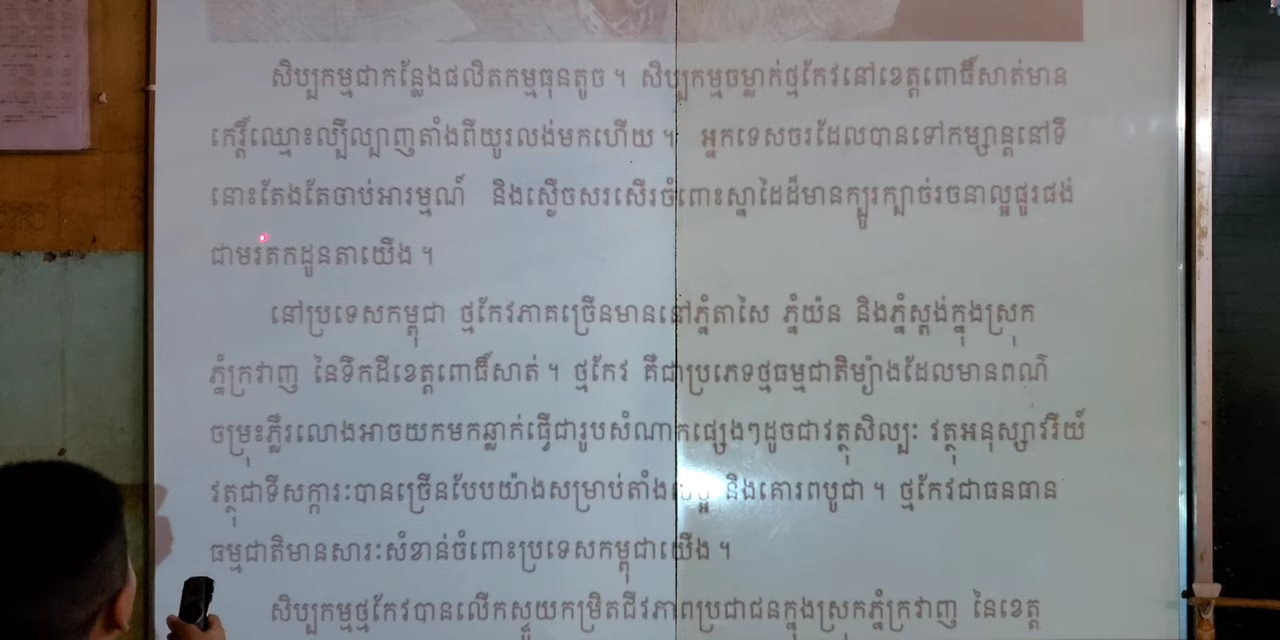 សិប្បកម្មជាកន្លែងផលិតកម្មធុនតូច ។ សិប្បកម្មចម្លាក់ថ្មកែវនៅខេត្តពោធិ៍សាត់មាន
កេរ្តិ៍ឈ្មោះល្បីល្បាញតាំងពីយូរលង់មកហើយ ។ អ្នកទេសចរដែលបានទៅកម្សាន្តនៅទី
នោះតែងតែចាប់អារម្មណ៍ និងស្ងើចសរសើរចំពោះស្នាដៃដ៏មានក្បូរក្បាច់រចនាល្អផូរផង់
ជាមរតកដូនតាយើង ។
នៅប្រទេសកម្ពុជា ថ្មកែវភាគច្រើនមាននៅភ្នំតាសៃ ភ្នំយ៉ន និងភ្នំស្តង់ក្នុងស្រុក
ភ្នំក្រវាញ នៃទឹកដីខេត្តពោធិ៍សាត់ ។ ថ្មកែវ គឺជាប្រភេទថ្មធម្មជាតិម្យ៉ាងដែលមានពណ៌
ចម្រុះភ្លឺរលោងអាចយកមកឆ្លាក់ធ្វើជារូបសំណាកផ្សេងៗដូចជាវត្ថុសិល្បៈ វត្ថុអនុស្សាវរីយ៍
វត្ថុជាទីសក្ការៈបានច្រើនបែបយ៉ាងសម្រាប់តាំងលម្អ និងគោរពបូជា ។ ថ្មកែវជាធនធាន
ធម្មជាតិមានសារៈសំខាន់ចំពោះប្រទេសកម្ពុជាយើង ។
សិប្បកម្មថ្មកែវបានលើកស្ទួយកម្រិតជីវភាពប្រជាជនក្នុងស្រុកភ្នំក្រវាញ នៃខេត្ត